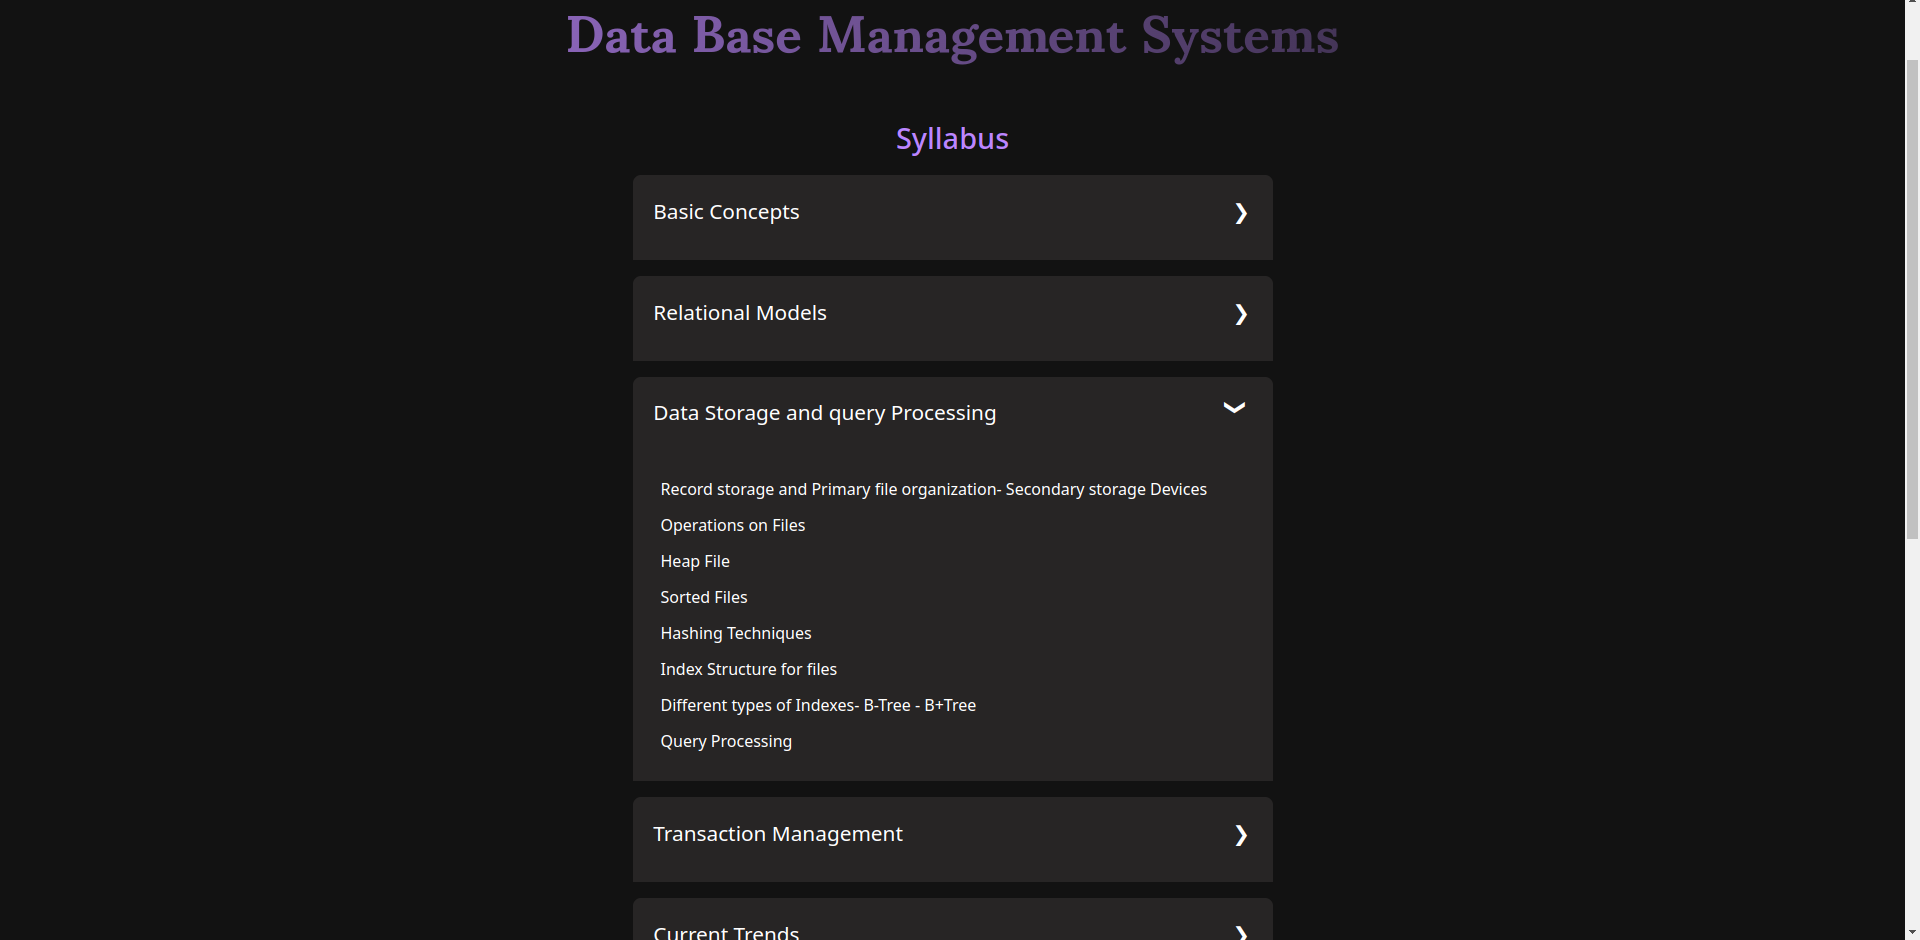 Data Base Management Systems
Syllabus
Basic Concepts
Relational Models
Data Storage and query Processing
Record storage and Primary file organization- Secondary storage Devices
Operations on Files
Heap File
Sorted Files
Hashing Techniques
Index Structure for files
Different types of Indexes- B-Tree - B+Tree
Query Processing
Transaction Management
Current Trends